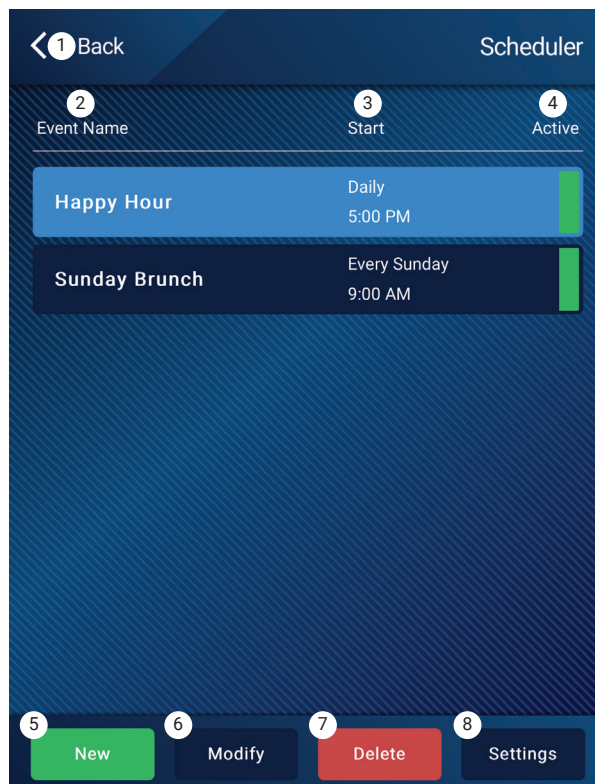 1 Back Scheduler
2 3 4
Event Name Start Active
Happy Hour Daily
5:00 PM
Sunday Brunch Every Sunday
9:00 AM
5 6 7 8
New Modify Delete Settings